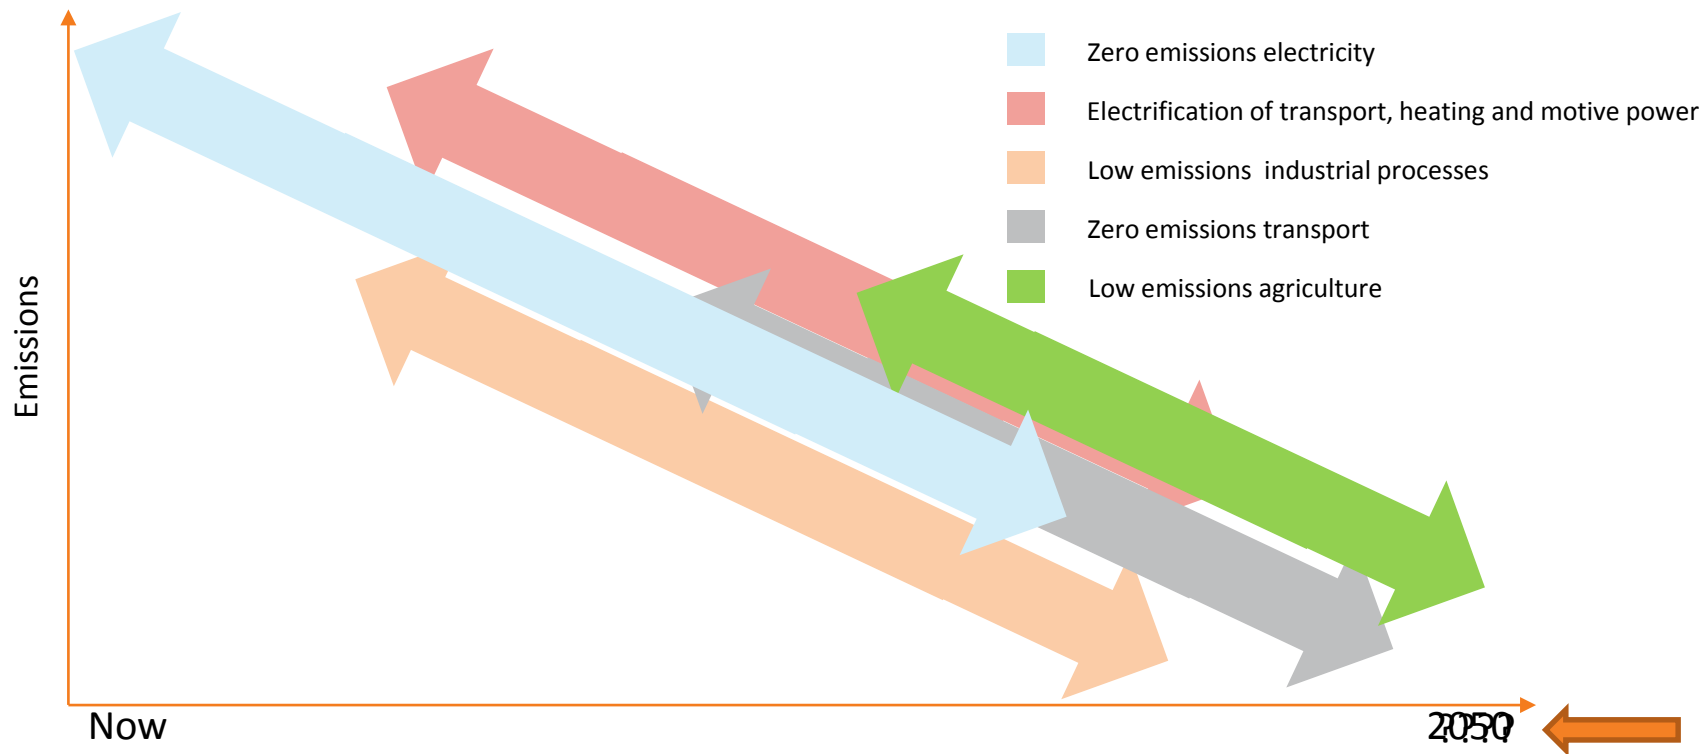 Zero emissions electricity
Electrification of transport, heating and motive power
Low emissions industrial processes
Zero emissions transport
Low emissions agriculture
Emissions
Now
2050